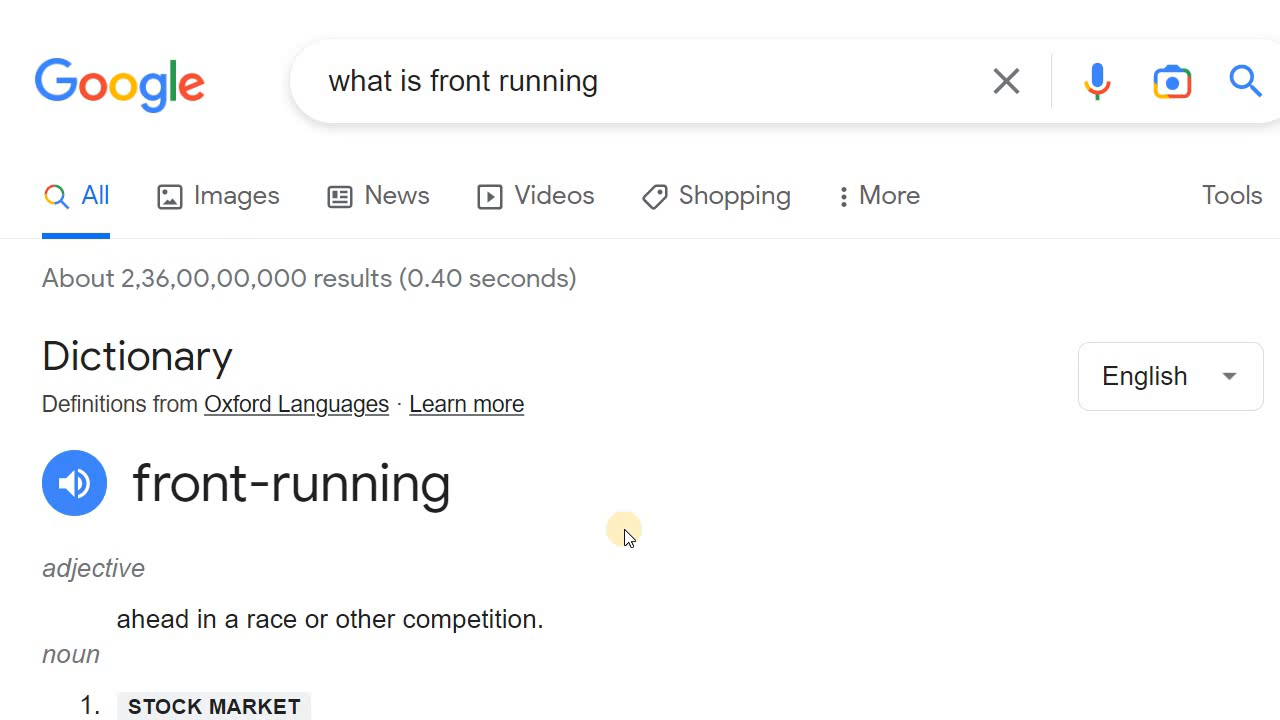 Google what is front running
All Images News Videos Shopping More Tools
About 2,36,00,00,000 results (0.40 seconds)
Dictionary
English
Definitions from Oxford Languages · Learn more
front-running
adjective
ahead in a race or other competition.
noun
1. STOCK MARKET